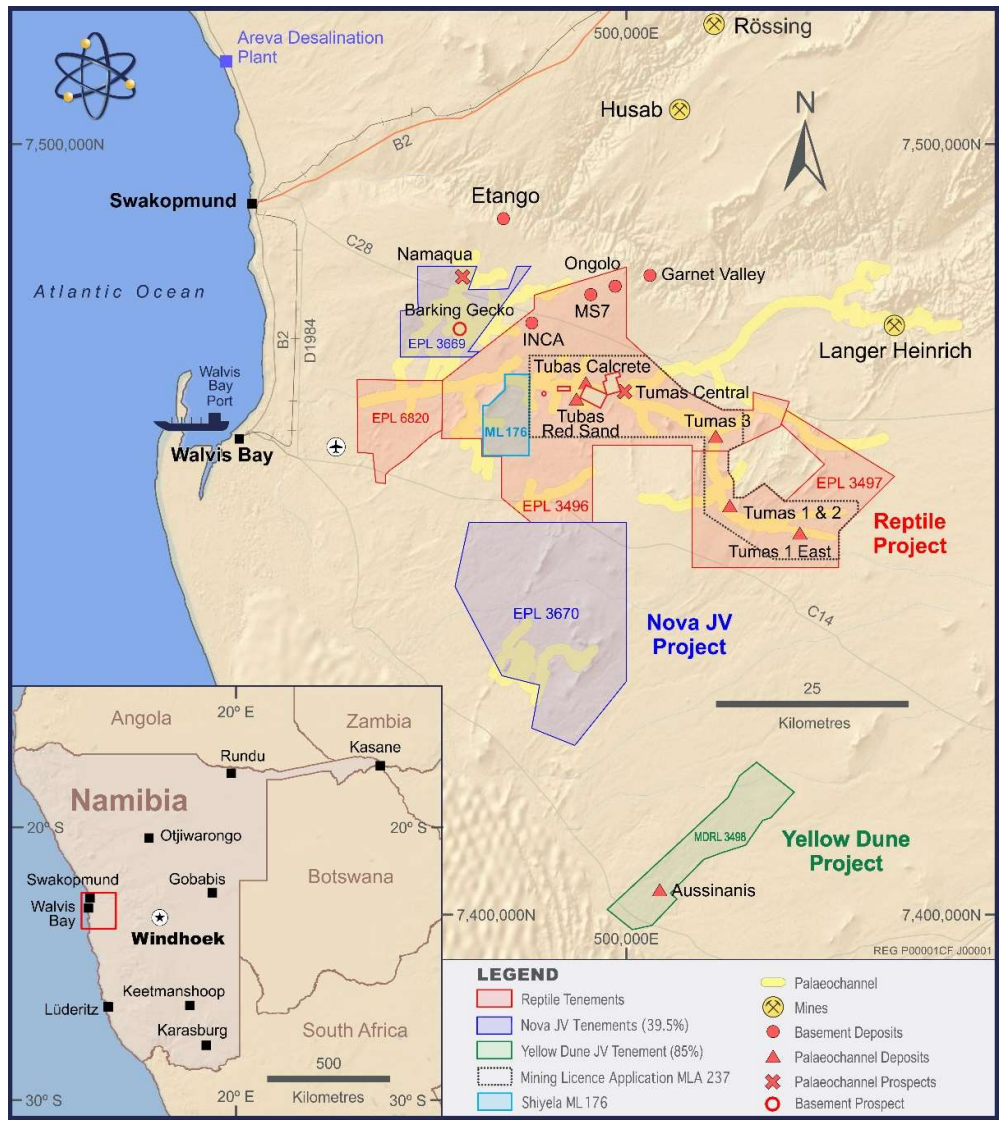 Areva Desalination
Plant
500,000E
Rössing
Husab
N
7,500,000N
7,500,000N
B2
Swakopmund
Etango
C28
Namaqua
Ongolo
Garnet Valley
Atlantic Ocean
MS7
Barking Gecko
INCA
EPL 3669
B2
D1984
Langer Heinrich
Walvis
Bay
Port
Tubas Calcrete
Tumas Central
EPL 6820
ML 176
Tubas
Red Sand
Tumas 3
Walvis Bay
EPL 3497
EPL 3496
Tumas 1 & 2
Reptile
Project
Tumas 1 East
EPL 3670
Nova JV
Project
C14
25
Kilometres
MDRL 3498
Yellow Dune
Project
Aussinanis
7,400,000N
7,400,000N
500,000E
REG P00001CF J00001
Angola
20° E
Zambia
Rundu
Kasane
Namibia
20° S
20° S
Otjiwarongo
Swakopmund
Gobabis
Botswana
Walvis
Bay
Windhoek
Lüderitz
Keetmanshoop
Karasburg
South Africa
500
Kilometres
30° S
20° E
30° S
LEGEND
Reptile Tenements
Nova JV Tenements (39.5%)
Yellow Dune JV Tenement (85%)
Mining Licence Application MLA 237
Shiyela ML 176
Palaeochannel
Mines
Basement Deposits
Palaeochannel Deposits
Palaeochannel Prospects
Basement Prospect